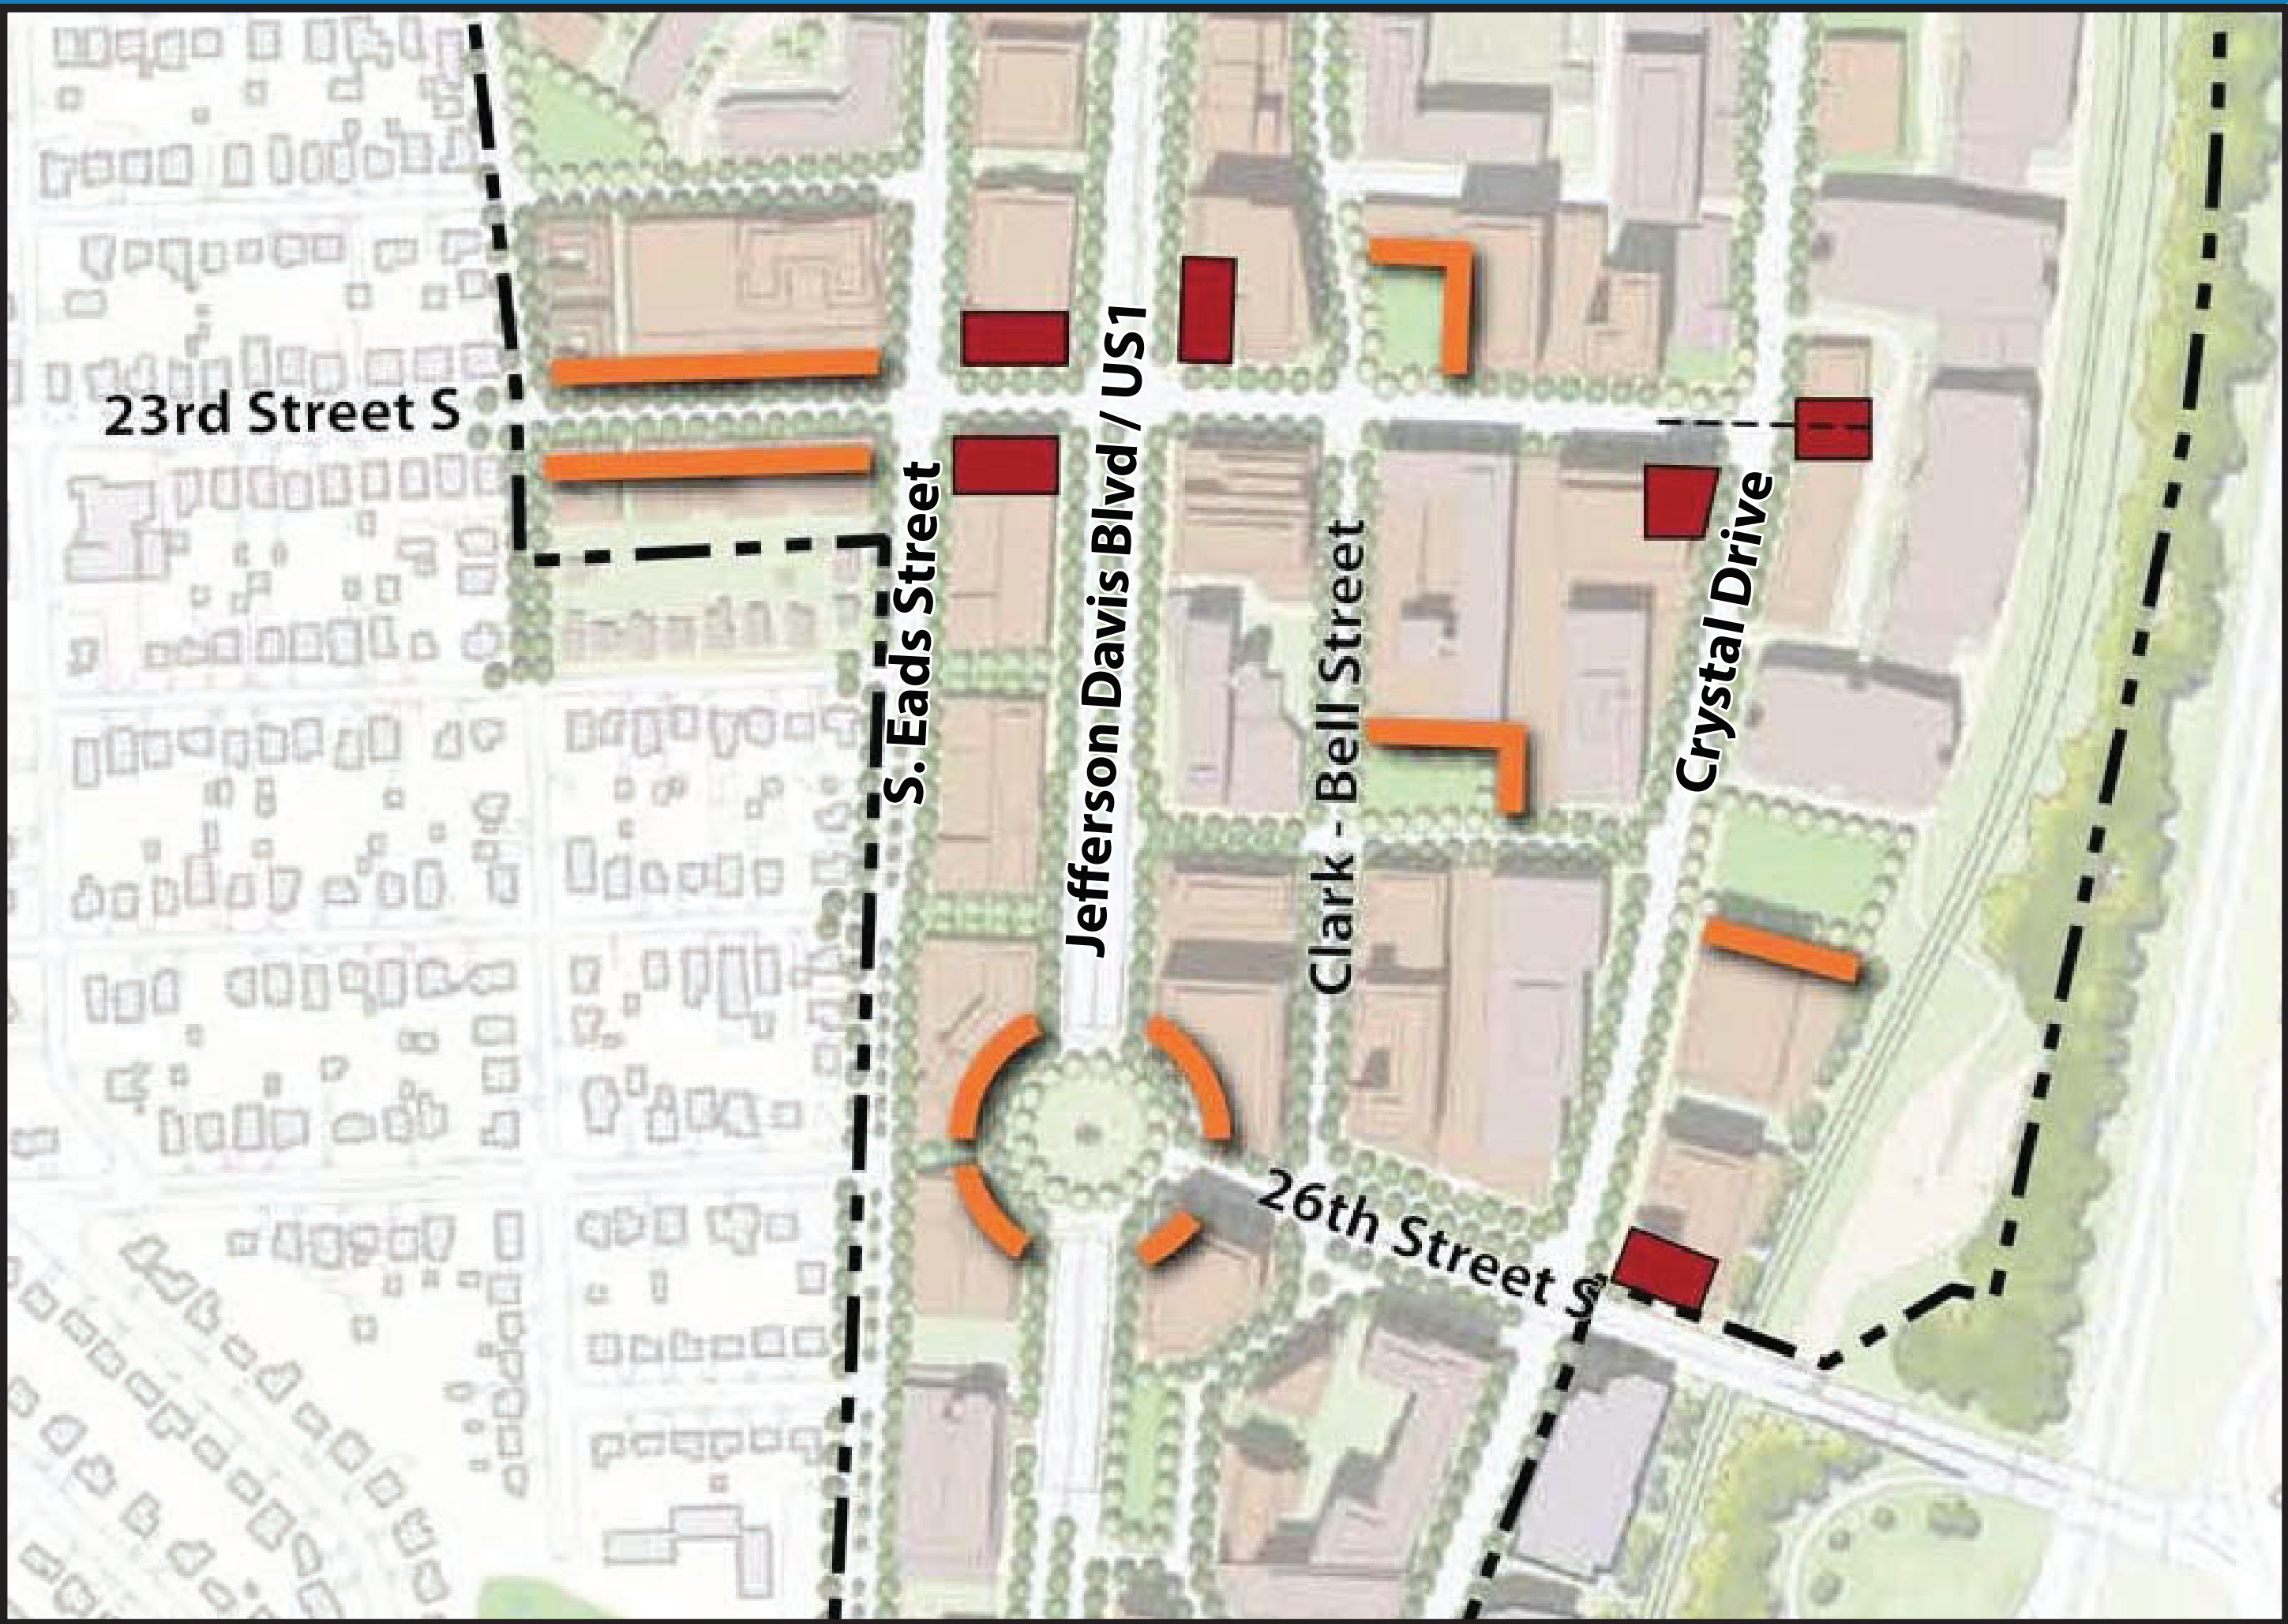 23rd Street S
S. Eads Street
Jefferson Davis Blvd / US1
Clark - Bell Street
Crystal Drive
26th Street S